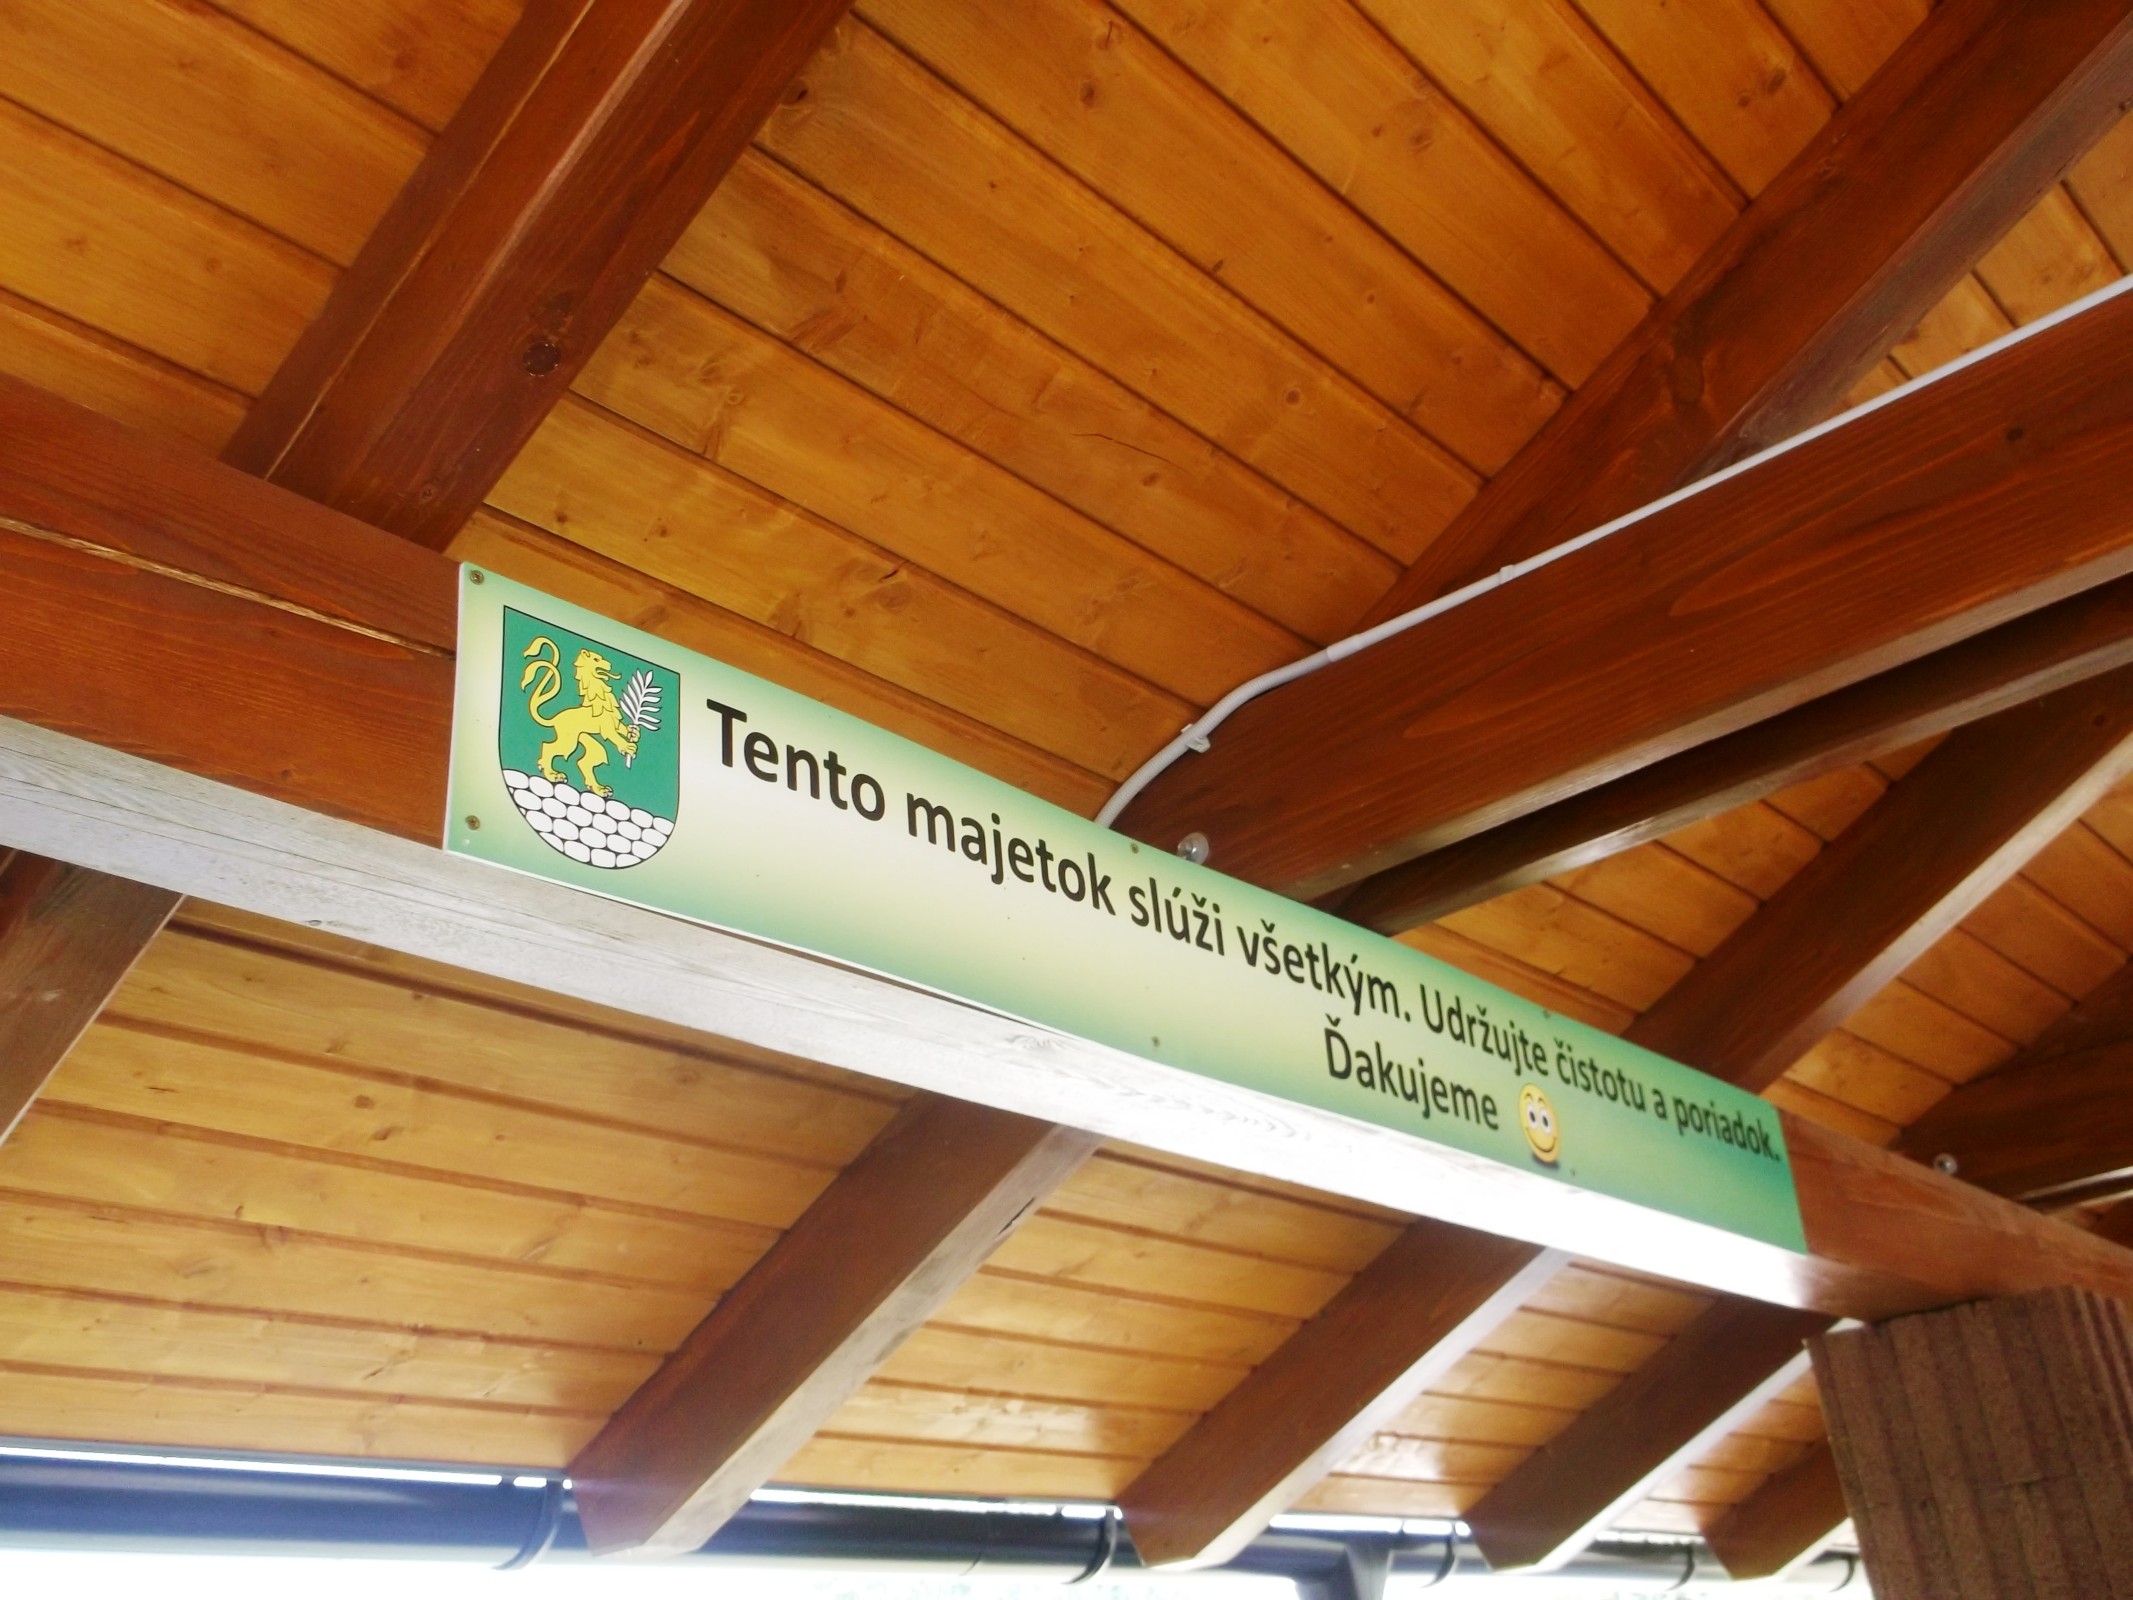 Tento majetok slúži všetkým. Udržujte čistotu a poriadok.
Ďakujeme